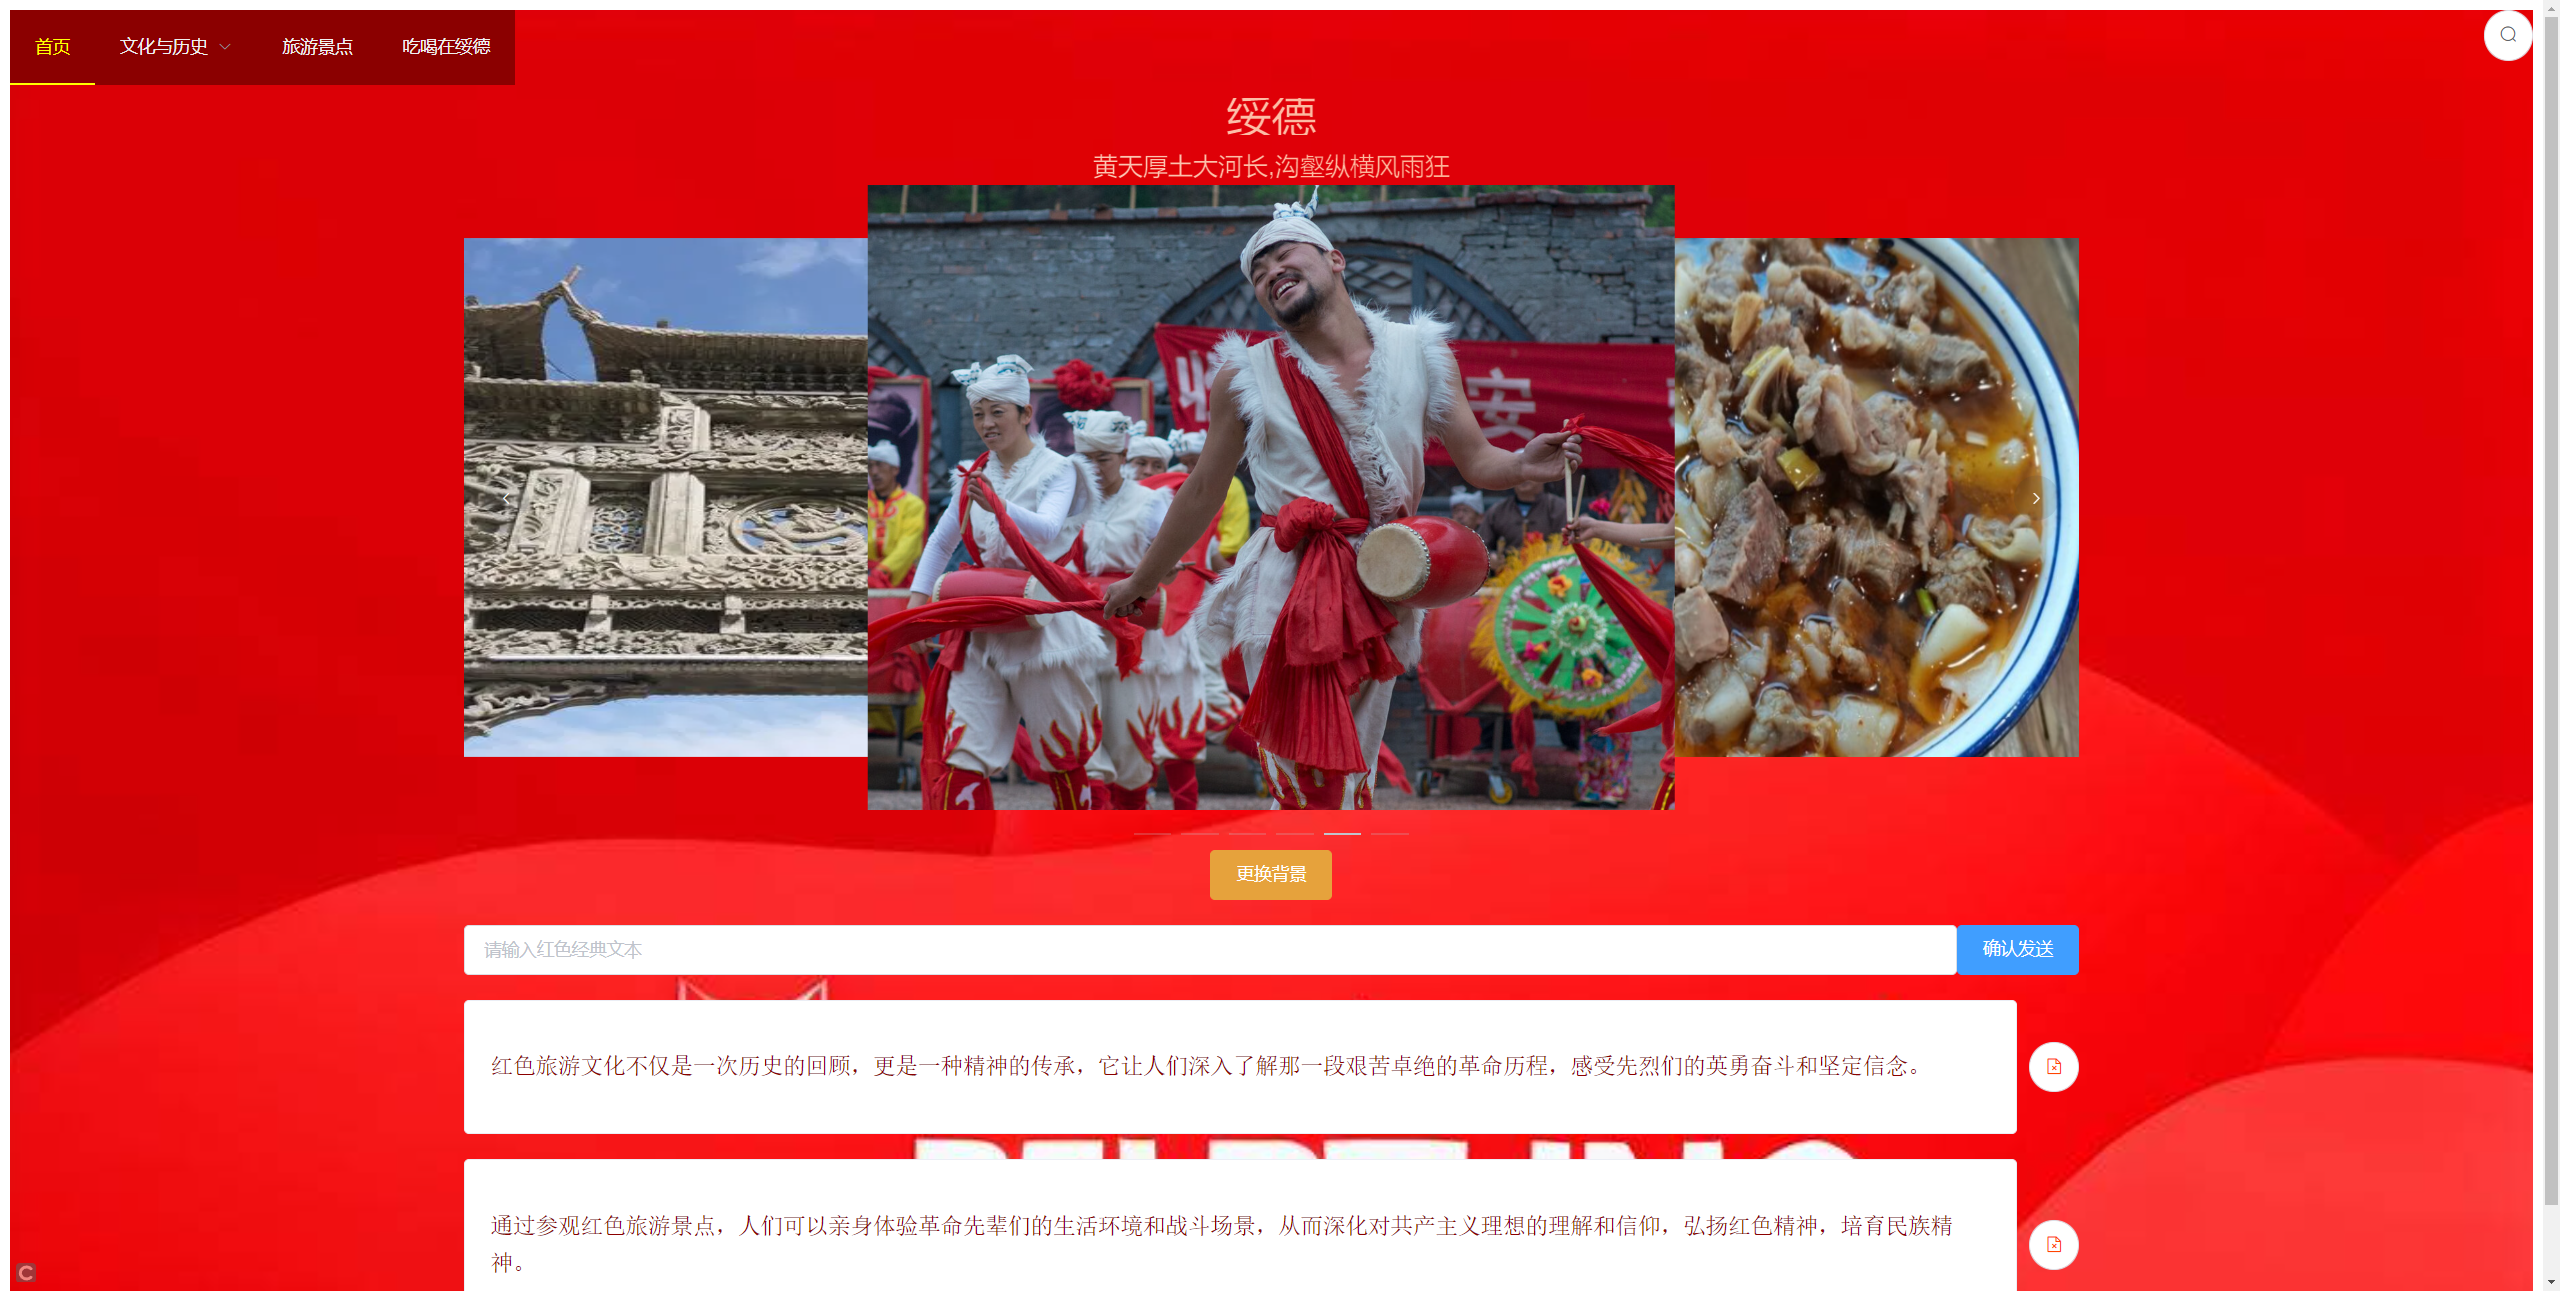 首页
文化与历史
旅游景点
吃喝在绥德
绥德
黄天厚土大河长,沟壑纵横风雨狂
安
更换背景
请输入红色经典文本
确认发送
红色旅游文化不仅是一次历史的回顾，更是一种精神的传承，它让人们深入了解那一段艰苦卓绝的革命历程，感受先烈们的英勇奋斗和坚定信念。
通过参观红色旅游景点，人们可以亲身体验革命先辈们的生活环境和战斗场景，从而深化对共产主义理想的理解和信仰，弘扬红色精神，培育民族精
神。